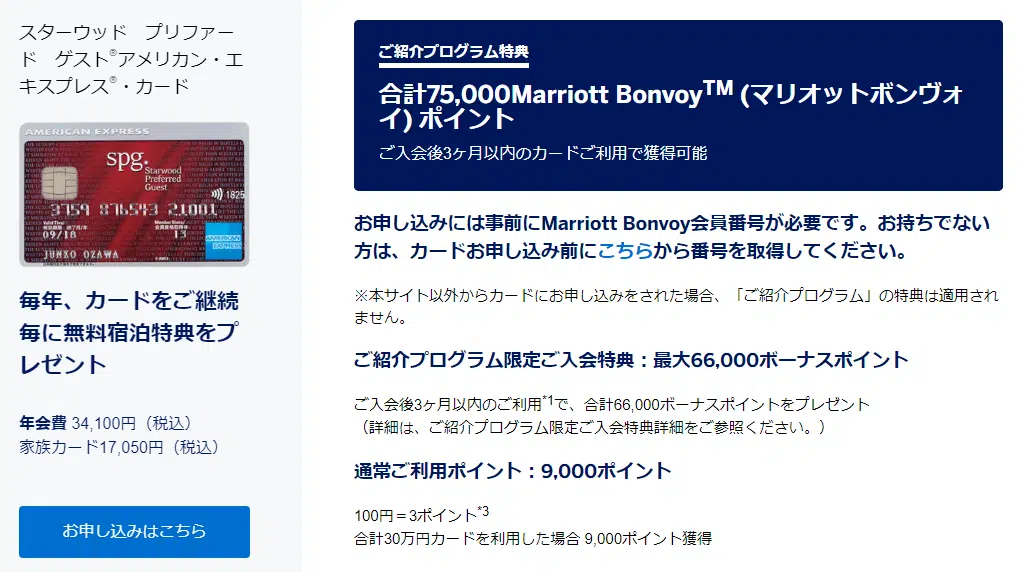 スターウッド　プリファー
ド　ゲスト®アメリカン・エ
キスプレス®・カード
AMERICAN EXPRESS
spg.
Starwood
Preferred
Guest
1825
3759 876543 21001
09/18
13
AMERICAN
EXPRESS
JUNKO OZAWA
毎年、カードをご継続
毎に無料宿泊特典をプ
レゼント
年会費 34,100円（税込）
家族カード17,050円（税込）
お申し込みはこちら
ご紹介プログラム特典
合計75,000Marriott Bonvoy™ (マリオットボンヴォ
イ) ポイント
ご入会後3ヶ月以内のカードご利用で獲得可能
お申し込みには事前にMarriott Bonvoy会員番号が必要です。お持ちでない
方は、カードお申し込み前にこちらから番号を取得してください。
※本サイト以外からカードにお申し込みをされた場合、「ご紹介プログラム」の特典は適用され
ません。
ご紹介プログラム限定ご入会特典：最大66,000ボーナスポイント
ご入会後3ヶ月以内のご利用*1で、合計66,000ボーナスポイントをプレゼント
（詳細は、ご紹介プログラム限定ご入会特典詳細をご参照ください。）
通常ご利用ポイント：9,000ポイント
100円＝3ポイント*3
合計30万円カードを利用した場合 9,000ポイント獲得